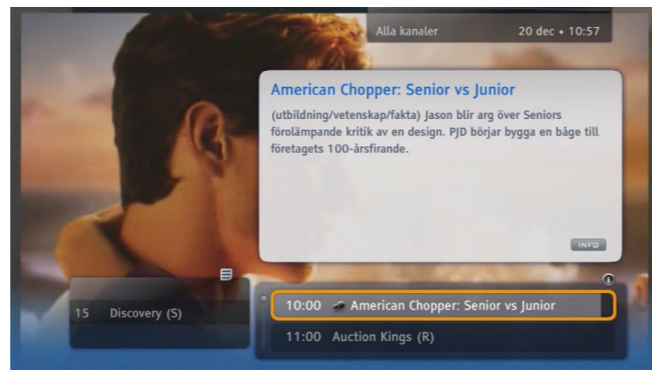 Alla kanaler 20 dec • 10:57
American Chopper: Senior vs Junior
(utbildning/vetenskap/fakta) Jason blir arg över Seniors
förolämpande kritik av en design. PJD börjar bygga en båge till
företagets 100-årsfirande.
INFO
15 Discovery (S)
10:00 American Chopper: Senior vs Junior
11:00 Auction Kings (R)